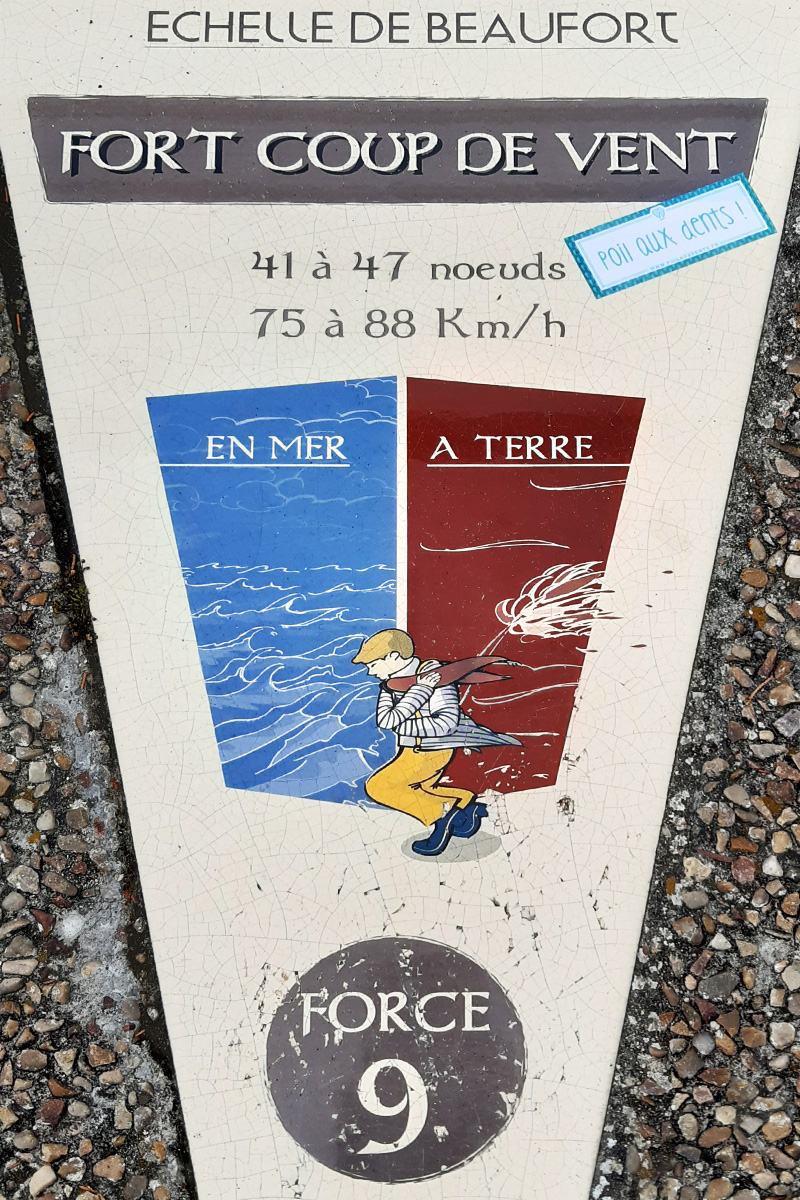 ECHELLE DE BEAUFORT
FORT COUP DE VENT
poil aux dents !
41 à 47 noeuds
75 à 88 Km/h
EN MER
A TERRE
FORCE
9